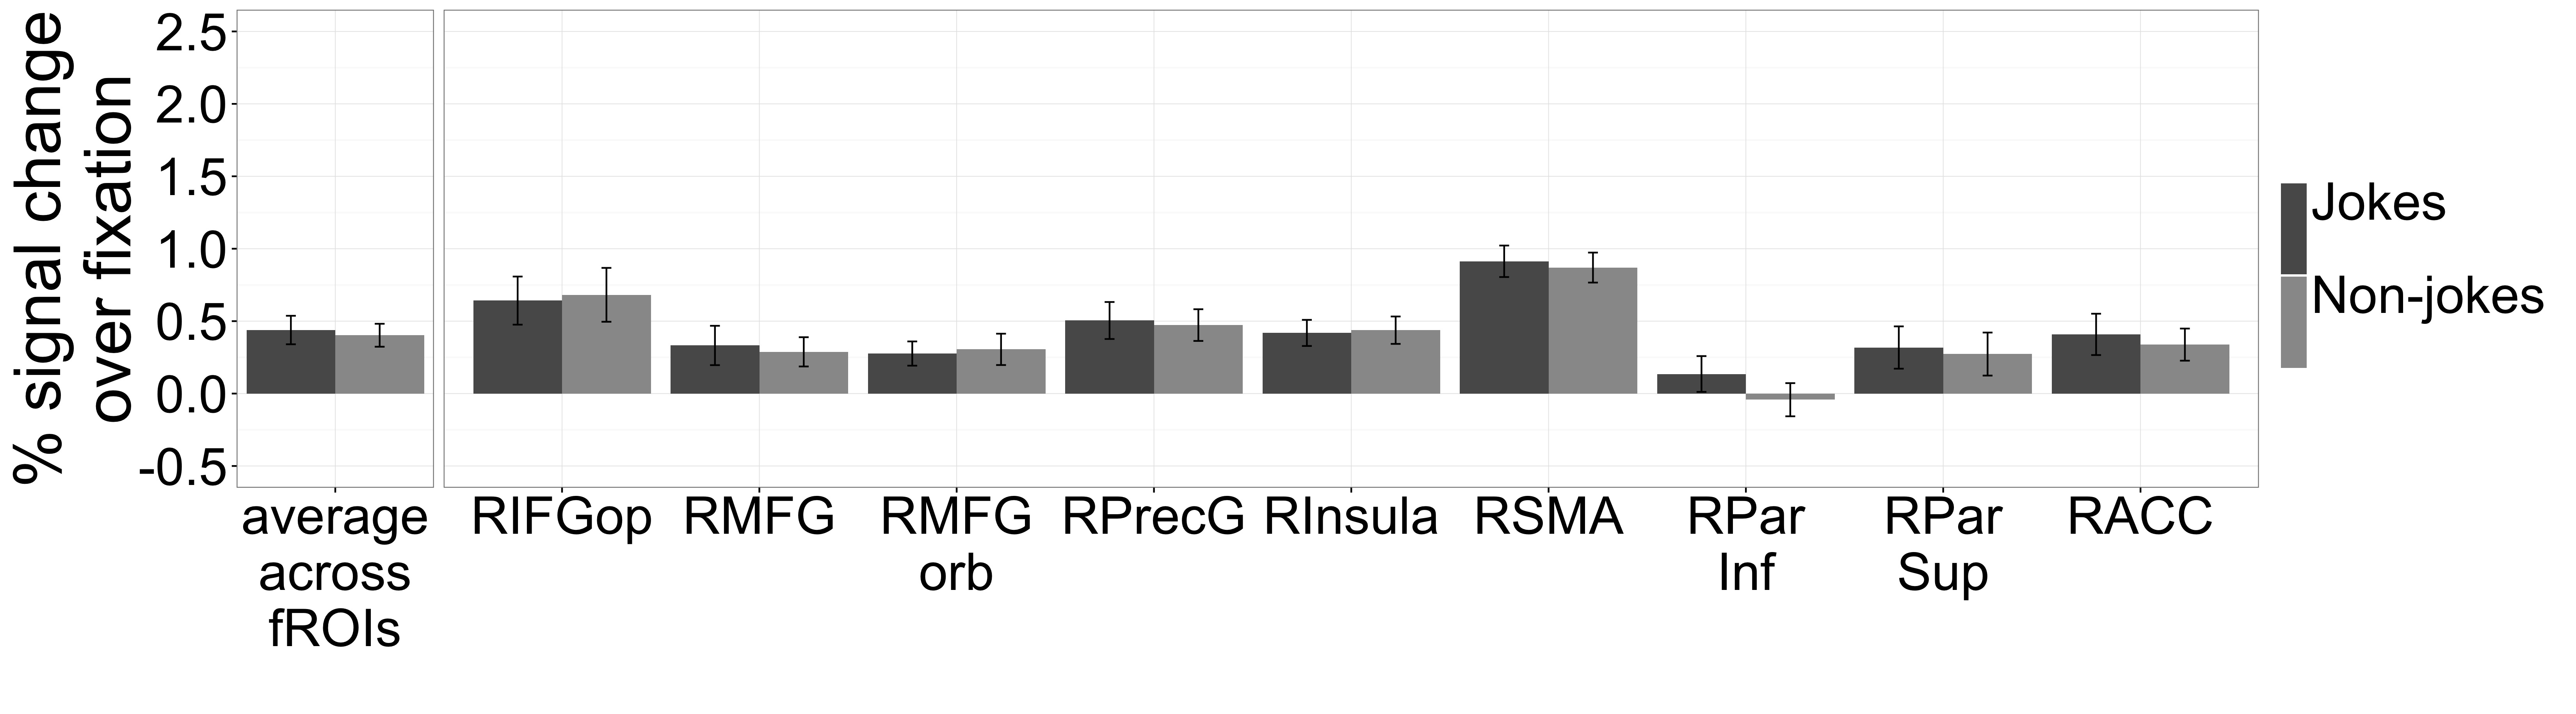 % signal change
over fixation
2.5
2.0
1.5
1.0
0.5
0.0
-0.5
average
across
fROIs
RIFGop
RMFG
RMFG
orb
RPrecG
RInsula
RSMA
RPar
Inf
RPar
Sup
RACC
Jokes
Non-jokes